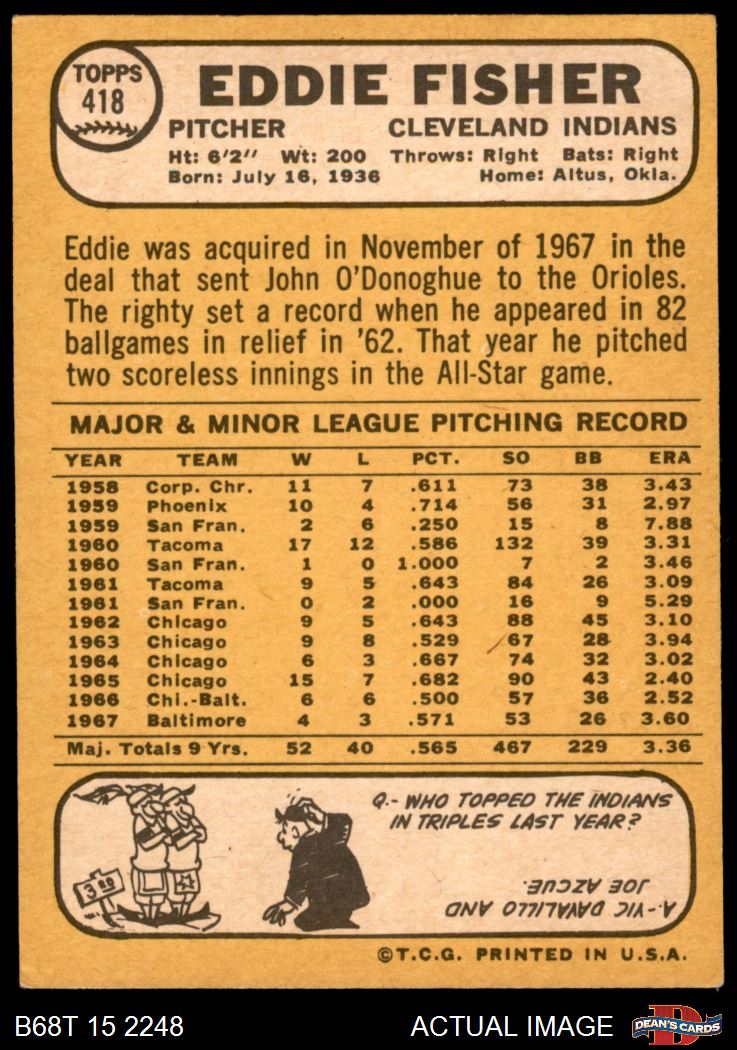 TOPPS
418
EDDIE FISHER
PITCHER CLEVELAND INDIANS
Ht: 6'2" Wt: 200 Throws: Right Bats: Right
Born: July 16, 1936 Home: Altus, Okla.
Eddie was acquired in November of 1967 in the
deal that sent John O'Donoghue to the Orioles.
The righty set a record when he appeared in 82
ballgames in relief in '62. That year he pitched
two scoreless innings in the All-Star game.
MAJOR & MINOR LEAGUE PITCHING RECORD
YEAR TEAM W L PCT. SO BB ERA
1958 Corp. Chr. 11 7 .611 73 38 3.43
1959 Phoenix 10 4 .714 56 31 2.97
1959 San Fran. 2 6 .250 15 8 7.88
1960 Tacoma 17 12 .586 132 39 3.31
1960 San Fran. 1 0 1.000 7 2 3.46
1961 Tacoma 9 5 .643 84 26 3.09
1961 San Fran. 0 2 .000 16 9 5.29
1962 Chicago 9 5 .643 88 45 3.10
1963 Chicago 9 8 .529 67 28 3.94
1964 Chicago 6 3 .667 74 32 3.02
1965 Chicago 15 7 .682 90 43 2.40
1966 Chi.-Balt. 6 6 .500 57 36 2.52
1967 Baltimore 4 3 .571 53 26 3.60
Maj. Totals 9 Yrs. 52 40 .565 467 229 3.36
Q.- WHO TOPPED THE INDIANS
IN TRIPLES LAST YEAR?
A.- VIC DAVALILLO AND
JOE AZCUE.
3 BO
©T.C.G. PRINTED IN U.S.A.
B68T 15 2248 ACTUAL IMAGE DEAN'S CARDS